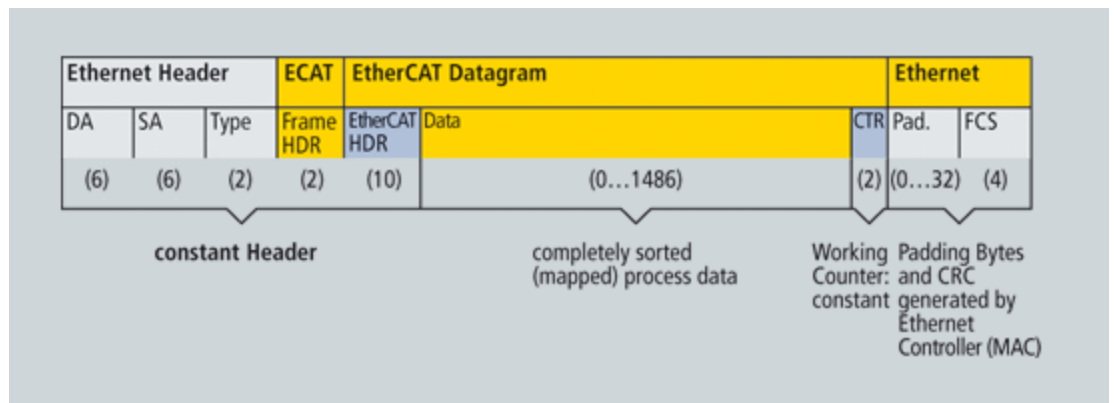 Ethernet Header ECAT EtherCAT Datagram Ethernet
DA SA Type Frame HDR EtherCAT HDR Data CTR Pad. FCS
(6) (6) (2) (2) (10) (0...1486) (2) (0...32) (4)
constant Header
completely sorted
(mapped) process data
Working
Counter:
constant
Padding Bytes
and CRC
generated by
Ethernet
Controller (MAC)